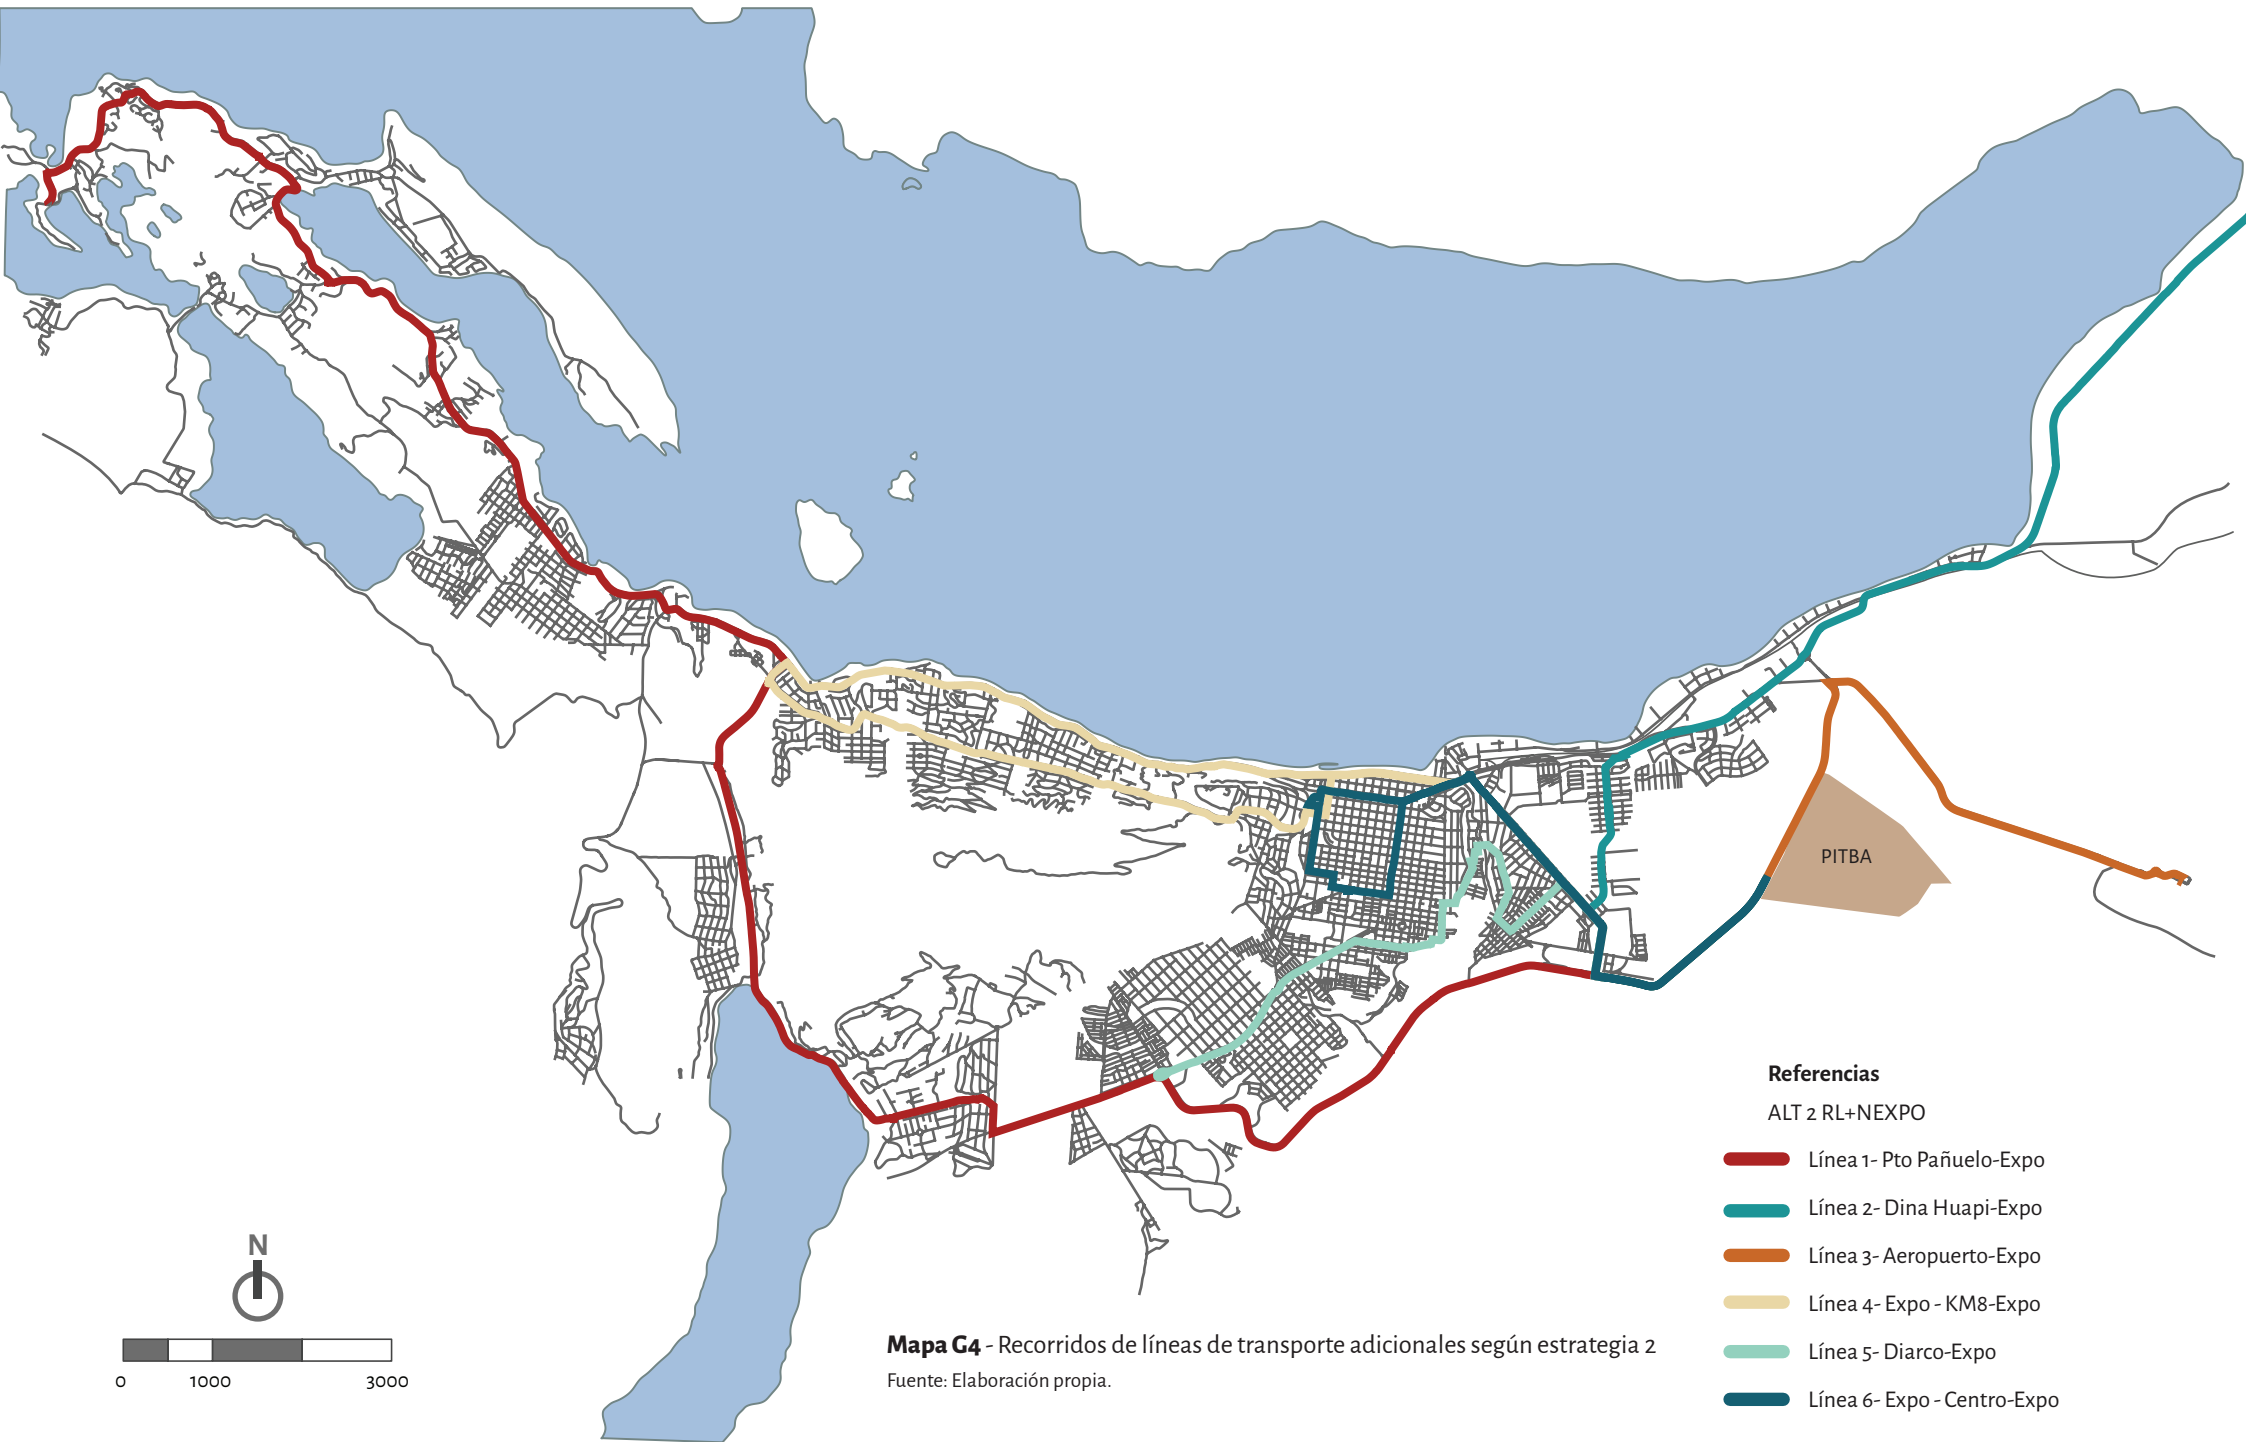 PITBA
Referencias
ALT 2 RL+NEXPO
Línea 1- Pto Pañuelo-Expo
Línea 2- Dina Huapi-Expo
Línea 3- Aeropuerto-Expo
Línea 4- Expo - KM8-Expo
Línea 5- Diarco-Expo
Línea 6- Expo - Centro-Expo
N
0 1000 3000
Mapa G4 - Recorridos de líneas de transporte adicionales según estrategia 2
Fuente: Elaboración propia.